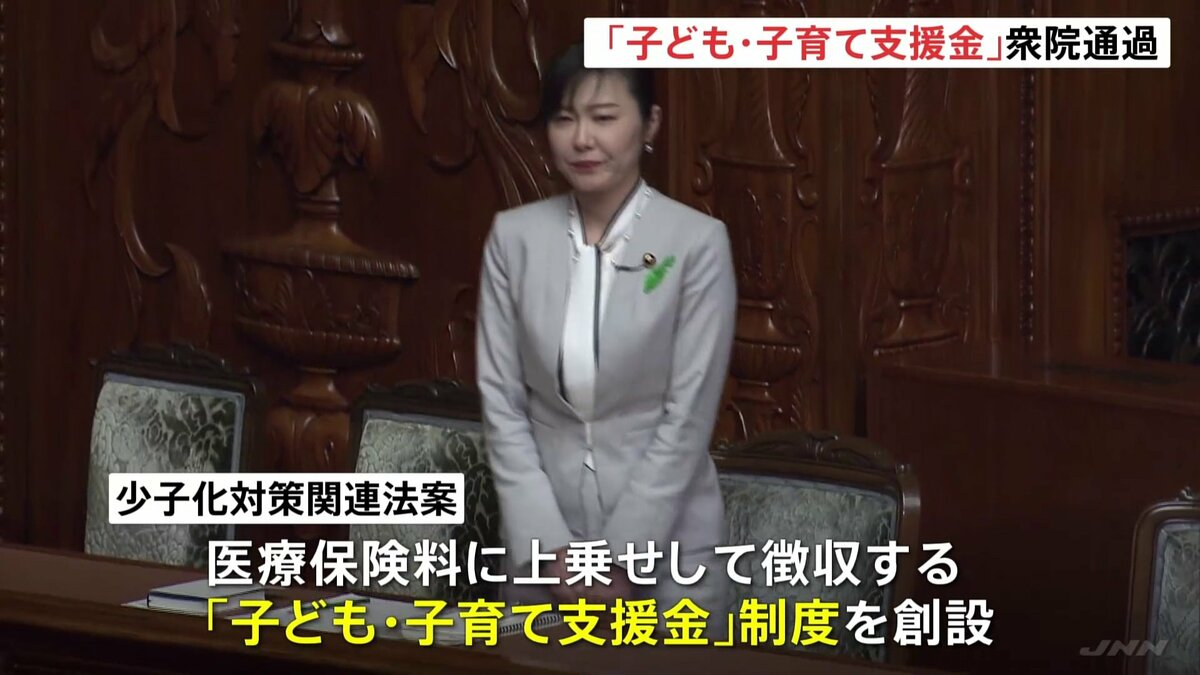 「子ども・子育て支援金」衆院通過
少子化対策関連法案
医療保険料に上乗せして徴収する
「子ども・子育て支援金」制度を創設
JNN